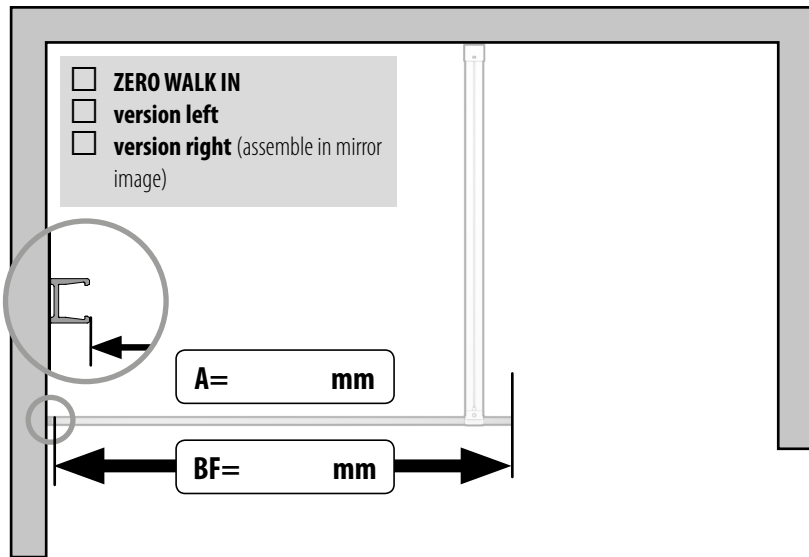 ZERO WALK IN
version left
version right (assemble in mirror
image)
A= mm
BF= mm